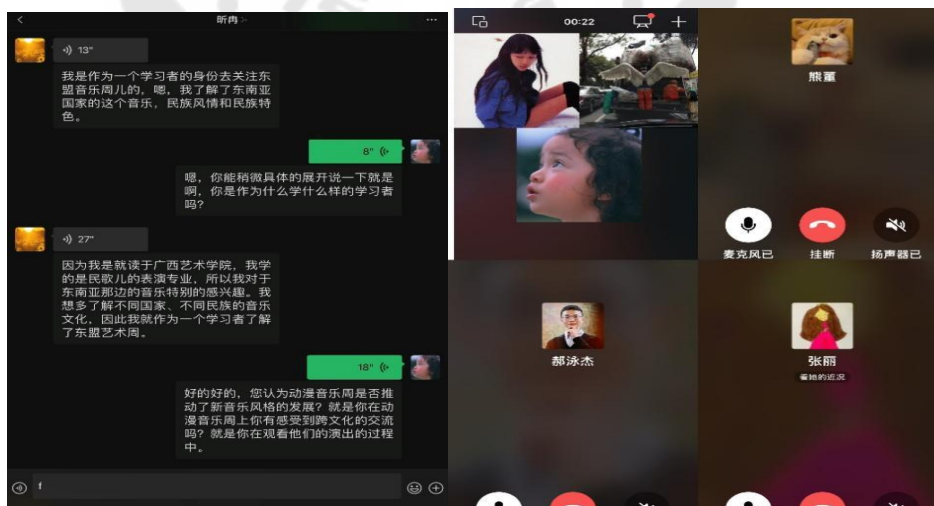 昕冉
13"
我是作为一个学习者的身份去关注东
盟音乐周儿的，嗯，我了解了东南亚
国家的这个音乐，民族风情和民族特
色。
8"
嗯，你能稍微具体的展开说一下就是
啊，你是作为什么学什么样的学习者
吗？
27"
因为我是就读于广西艺术学院，我学
的是民歌儿的表演专业，所以我对于
东南亚那边的音乐特别的感兴趣。我
想多了解不同国家、不同民族的音乐
文化，因此我就作为一个学习者了解
了东盟艺术周。
18"
好的好的，您认为动漫音乐周是否推
动了新音乐风格的发展？就是你在动
漫音乐周上你有感受到跨文化的交流
吗？就是你在观看他们的演出的过程
中。
f
00:22
熊董
麦克风已
挂断
扬声器已
郝泳杰
张丽
看她的近况